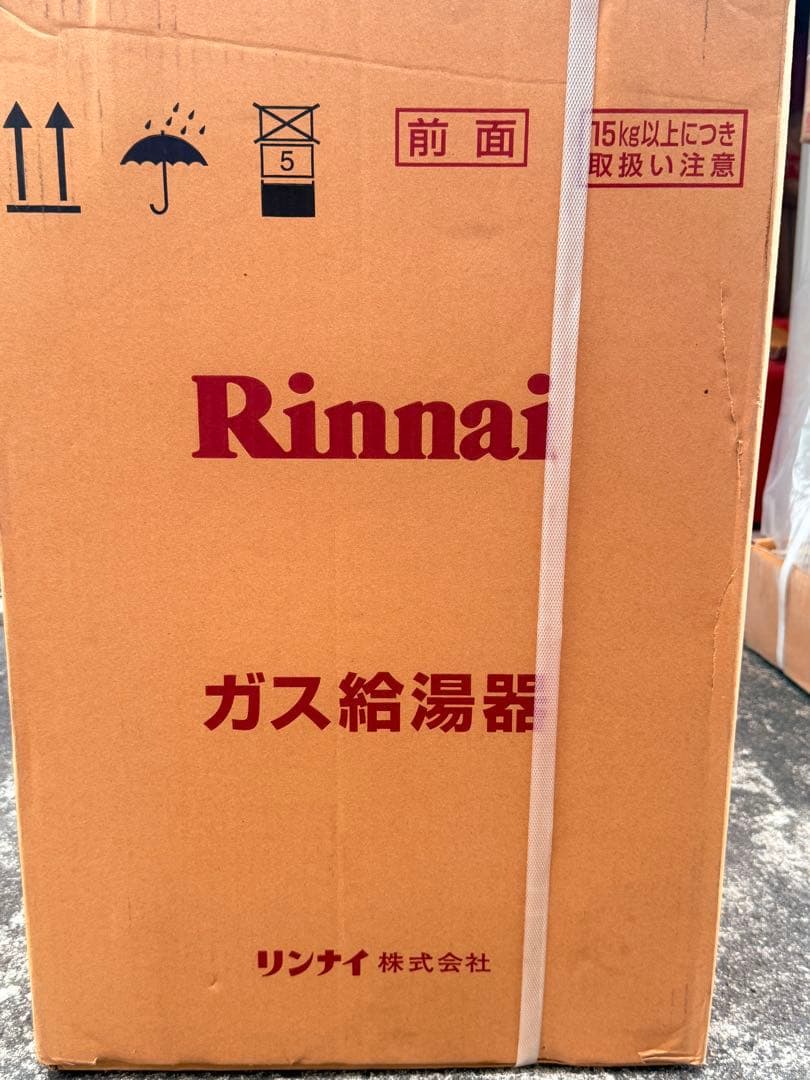 5
前面
15kg以上につき
取扱い注意
Rinnai
ガス給湯器
リンナイ株式会社